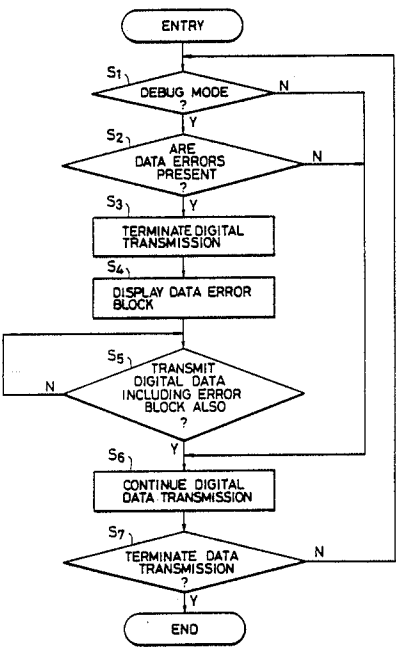 ENTRY
S1
DEBUG MODE
?
N
Y
S2
ARE
DATA ERRORS
PRESENT
?
N
Y
S3
TERMINATE DIGITAL
TRANSMISSION
S4
DISPLAY DATA ERROR
BLOCK
S5
TRANSMIT
DIGITAL DATA
INCLUDING ERROR
BLOCK ALSO
?
N
Y
S6
CONTINUE DIGITAL
DATA TRANSMISSION
S7
TERMINATE DATA
TRANSMISSION
?
N
Y
END